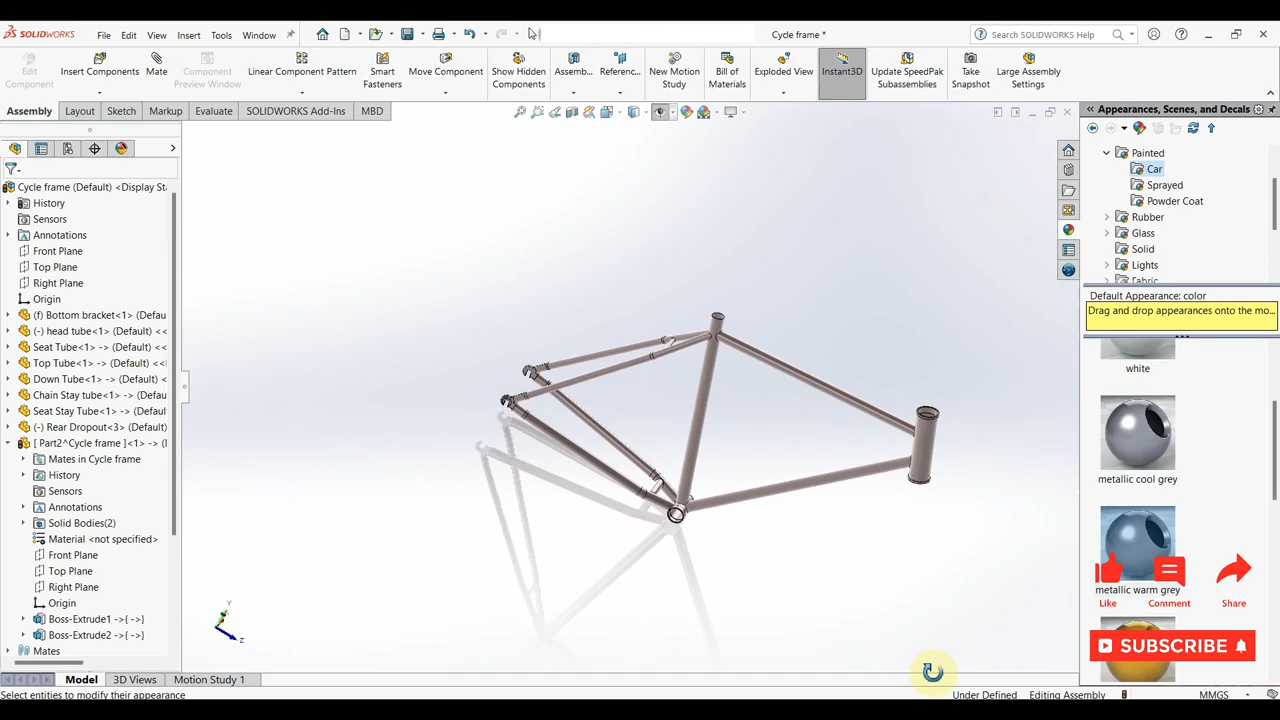 SOLIDWORKS File Edit View Insert Tools Window Cycle frame * Search SOLIDWORKS Help
Edit Component Insert Components Mate Component Preview Window Linear Component Pattern Smart Fasteners Move Component Show Hidden Components Assemb... Referenc... New Motion Study Bill of Materials Exploded View Instant3D Update SpeedPak Subassemblies Take Snapshot Large Assembly Settings
Assembly Layout Sketch Markup Evaluate SOLIDWORKS Add-Ins MBD
Appearances, Scenes, and Decals
Cycle frame (Default) <Display Sta
History
Sensors
Annotations
Front Plane
Top Plane
Right Plane
Origin
(f) Bottom bracket<1> (Default)
(-) head tube<1> (Default) <<
Seat Tube<1> -> (Default) <<
Top Tube<1> -> (Default) <<
Down Tube<1> -> (Default) <
Chain Stay Tube<1> -> (Defau
Seat Stay Tube<1> -> (Default
(-) Rear Dropout<3> -> (Defau
[ Part2^Cycle frame ]<1> -> (
Mates in Cycle frame
History
Sensors
Annotations
Solid Bodies(2)
Material <not specified>
Front Plane
Top Plane
Right Plane
Origin
Boss-Extrude1 ->{ -> }
Boss-Extrude2 ->{ -> }
Mates
Y
Z
Painted
Car
Sprayed
Powder Coat
Rubber
Glass
Solid
Lights
Fabric
Default Appearance: color
Drag and drop appearances onto the mo...
white
metallic cool grey
metallic warm grey
Like Comment Share
SUBSCRIBE
Model 3D Views Motion Study 1
Select entities to modify their appearance Under Defined Editing Assembly MMGS